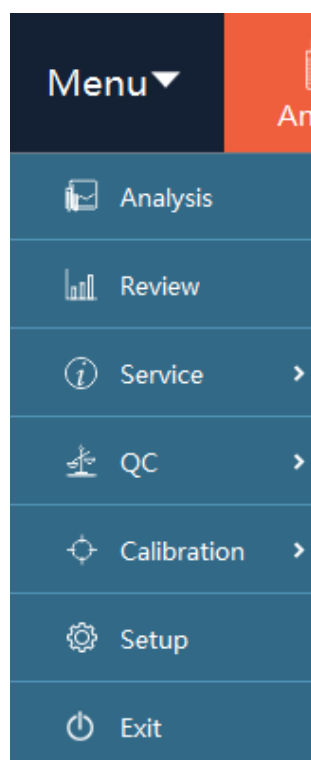 Menu
Analysis
Review
Service
QC
Calibration
Setup
Exit